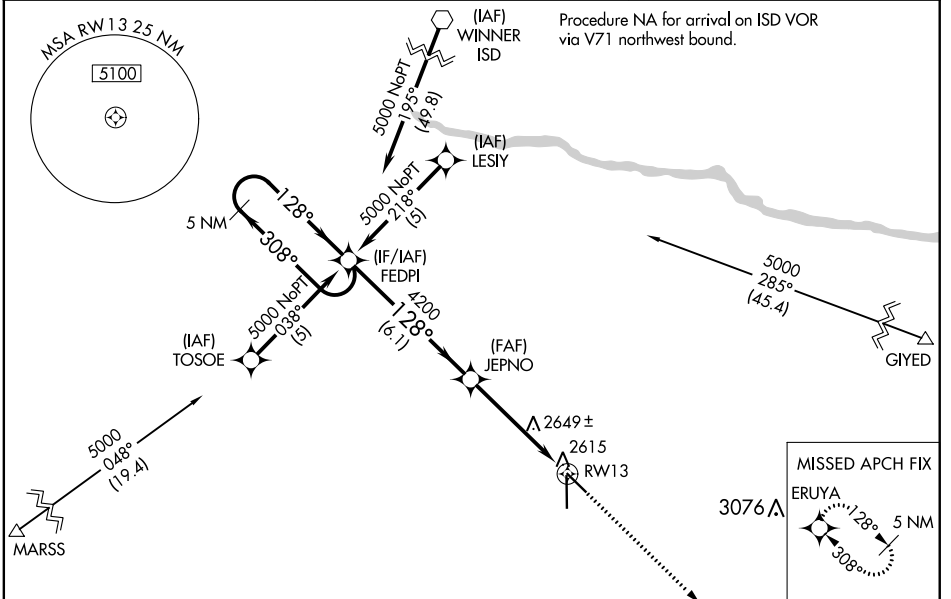 MSA RW13 25 NM
5100
(IAF)
WINNER
ISD
Procedure NA for arrival on ISD VOR
via V71 northwest bound.
5000 NoPT
195°
(49.8)
(IAF)
LESIY
5000 NoPT
218°
(5)
5 NM
128°
308°
(IF/IAF)
FEDPI
5000 NoPT
038°
(5)
(IAF)
TOSOE
4200
128°
(6.1)
5000
285°
(45.4)
GIYED
(FAF)
JEPNO
2649 ±
2615
RW13
5000
048°
(19.4)
MARSS
3076
MISSED APCH FIX
ERUYA
128°
5 NM
308°